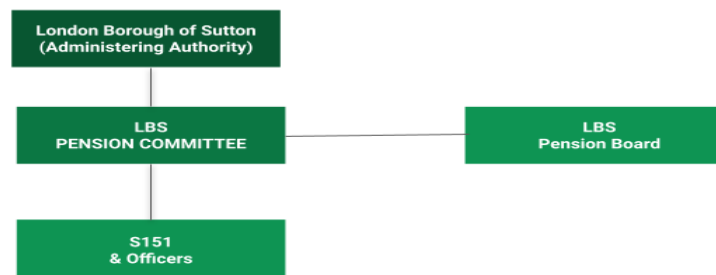 London Borough of Sutton
(Administering Authority)
LBS
PENSION COMMITTEE
LBS
Pension Board
S151
& Officers